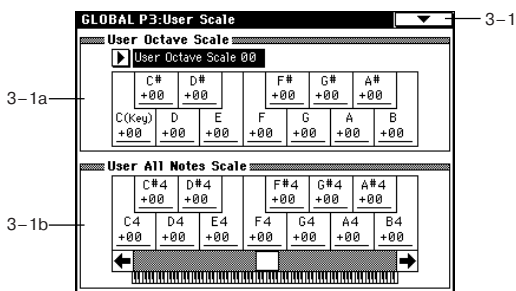 GLOBAL P3:User Scale
3-1
User Octave Scale
User Octave Scale 00
C# D# F# G# A#
+00 +00 +00 +00 +00
C(Key) D E F G A B
+00 +00 +00 +00 +00 +00 +00
3-1a
User All Notes Scale
C#4 D#4 F#4 G#4 A#4
+00 +00 +00 +00 +00
C4 D4 E4 F4 G4 A4 B4
+00 +00 +00 +00 +00 +00 +00
3-1b